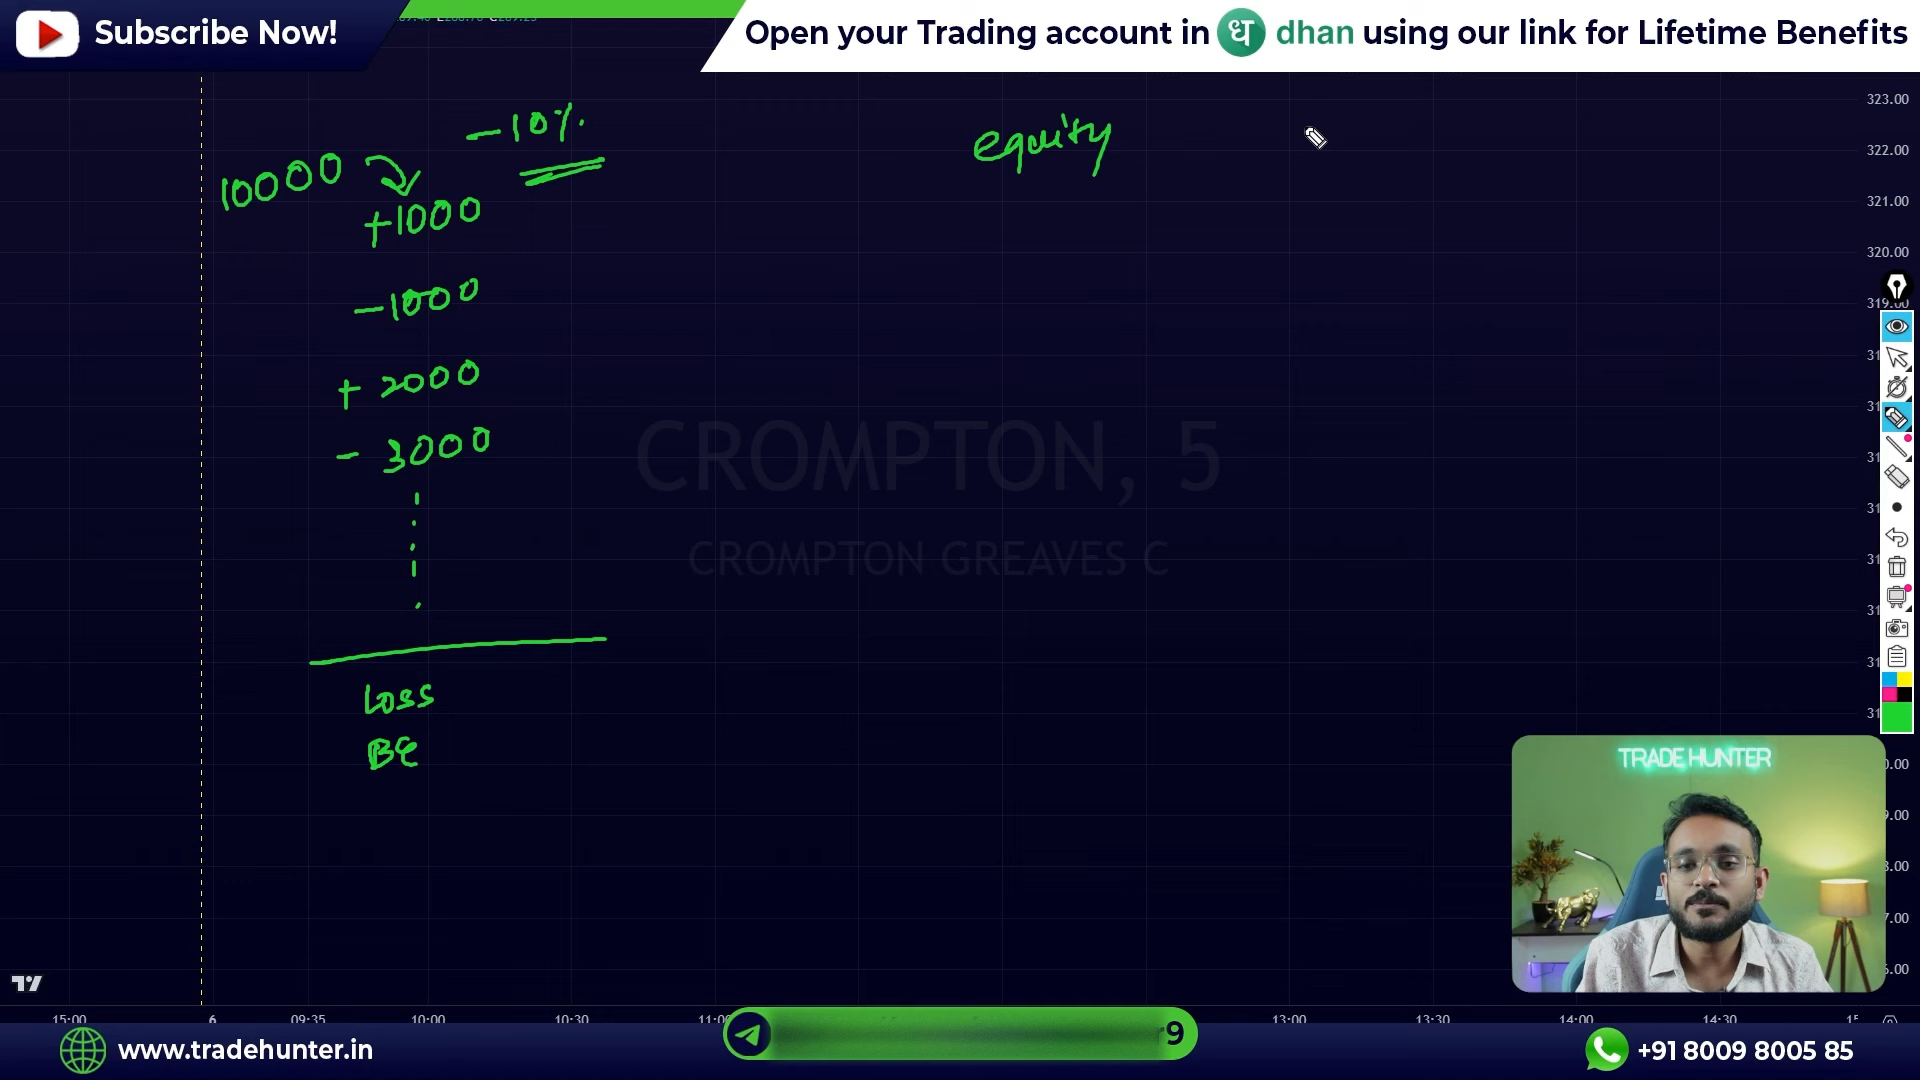 Subscribe Now!
Open your Trading account in ध dhan using our link for Lifetime Benefits
-10%
10000
+1000
-1000
+ 2000
- 3000
Loss
BE
equity
CROMPTON, 5
CROMPTON GREAVES C
323.00
322.00
321.00
320.00
319.00
TRADE HUNTER
15:00
6
09:35
10:00
10:30
13:00
13:30
14:00
14:30
www.tradehunter.in
9
+91 8009 8005 85